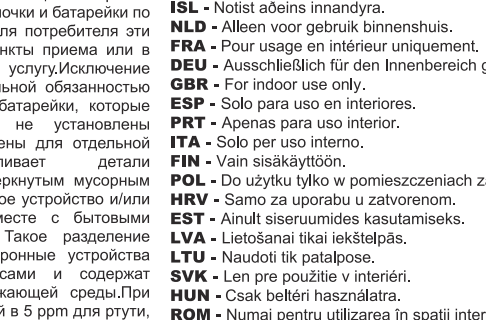 почки и батарейки по
ля потребителя эти
нкты приема или в
услугу.Исключение
льной обязанностью
батарейки, которые
не установлены
ены для отдельной
ливает детали
еркнутым мусорным
ое устройство и/или
месте с бытовыми
Такое разделение
ронные устройства
сами и содержат
жающей среды.При
й в 5 ppm для ртути,
ISL - Notist aðeins innandyra.
NLD - Alleen voor gebruik binnenshuis.
FRA - Pour usage en intérieur uniquement.
DEU - Ausschließlich für den Innenbereich g
GBR - For indoor use only.
ESP - Solo para uso en interiores.
PRT - Apenas para uso interior.
ITA - Solo per uso interno.
FIN - Vain sisäkäyttöön.
POL - Do użytku tylko w pomieszczeniach za
HRV - Samo za uporabu u zatvorenom.
EST - Ainult siseruumides kasutamiseks.
LVA - Lietošanai tikai iekštelpās.
LTU - Naudoti tik patalpose.
SVK - Len pre použitie v interiéri.
HUN - Csak beltéri használatra.
ROM - Numai pentru utilizarea în spații inter